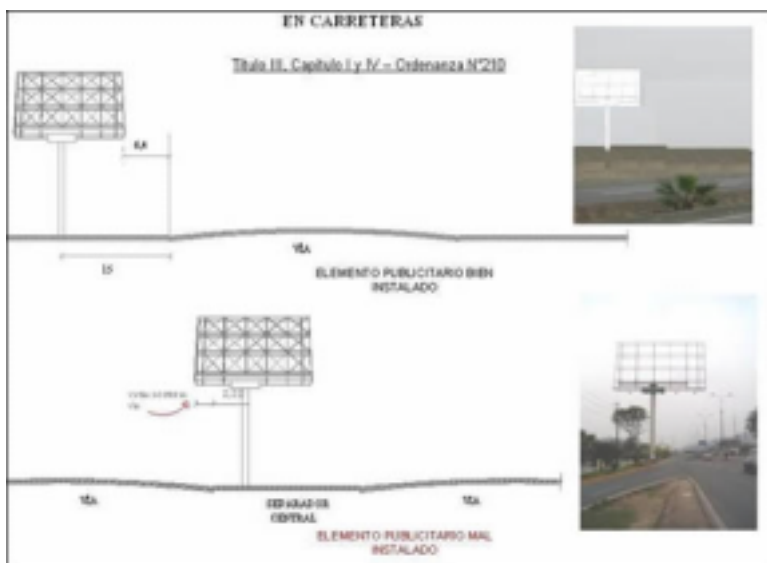 EN CARRETERAS
Título III, Capítulo I y IV – Ordenanza N°210
VÍA
15
ELEMENTO PUBLICITARIO BIEN
INSTALADO
VÍA
SEPARADOR
CENTRAL
VÍA
ELEMENTO PUBLICITARIO MAL
INSTALADO